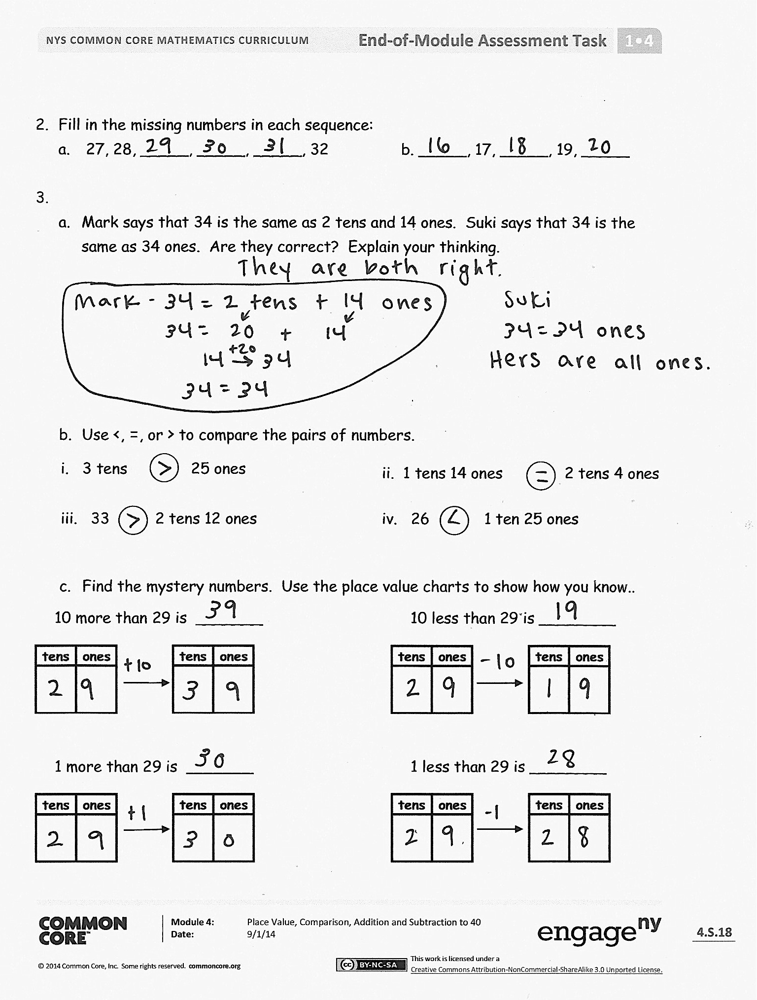 NYS COMMON CORE MATHEMATICS CURRICULUM End-of-Module Assessment Task 1•4
2. Fill in the missing numbers in each sequence:
a. 27, 28, 29, 30, 31, 32 b. 16, 17, 18, 19, 20
3.
a. Mark says that 34 is the same as 2 tens and 14 ones. Suki says that 34 is the
same as 34 ones. Are they correct? Explain your thinking.
They are both right.
Mark - 34 = 2 tens + 14 ones
34 = 20 + 14
14 +20→ 34
34 = 34
Suki
34 = 34 ones
Hers are all ones.
b. Use <, =, or > to compare the pairs of numbers.
i. 3 tens > 25 ones
ii. 1 tens 14 ones = 2 tens 4 ones
iii. 33 > 2 tens 12 ones
iv. 26 < 1 ten 25 ones
c. Find the mystery numbers. Use the place value charts to show how you know..
10 more than 29 is 39
tens ones +10 tens ones
2 9 → 3 9
10 less than 29 is 19
tens ones -10 tens ones
2 9 → 1 9
1 more than 29 is 30
tens ones +1 tens ones
2 9 → 3 0
1 less than 29 is 28
tens ones -1 tens ones
2 9 → 2 8
COMMON
CORE™
Module 4: Place Value, Comparison, Addition and Subtraction to 40
Date: 9/1/14
engageny
4.S.18
© 2014 Common Core, Inc. Some rights reserved. commoncore.org
cc BY-NC-SA
This work is licensed under a
Creative Commons Attribution-NonCommercial-ShareAlike 3.0 Unported License.